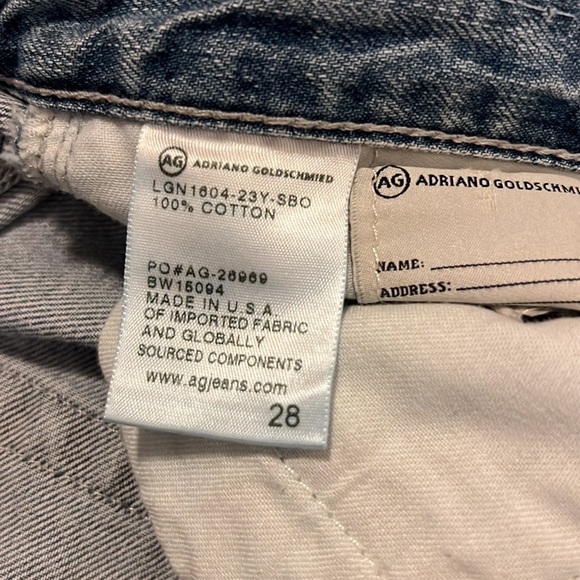 AG ADRIANO GOLDSCHMIED
LGN1604-23Y-SBO
100% COTTON
PO#AG-26969
BW15094
MADE IN U.S.A.
OF IMPORTED FABRIC
AND GLOBALLY
SOURCED COMPONENTS
www.agjeans.com
28
AG ADRIANO GOLDSCHMIE
NAME:
ADDRESS: